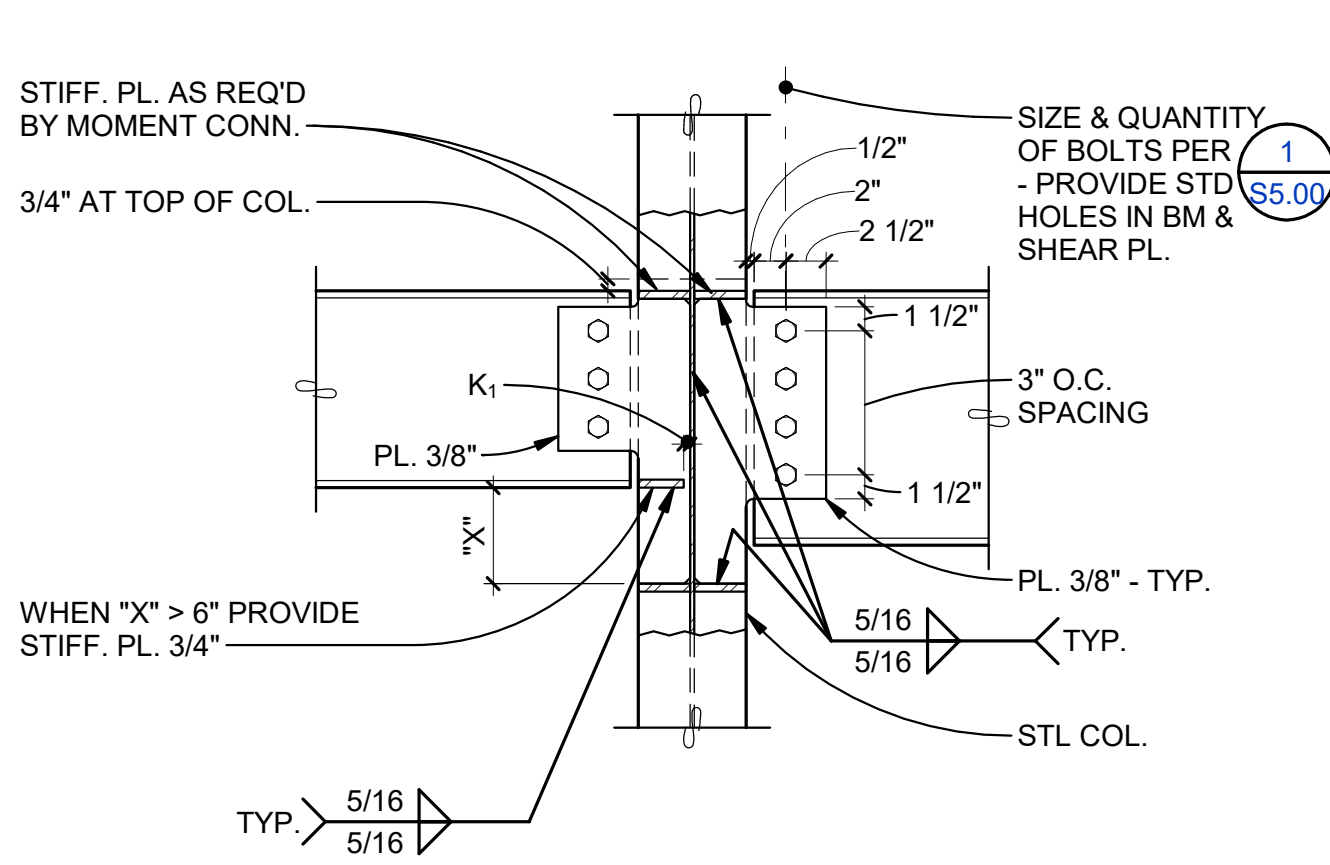 STIFF. PL. AS REQ'D
BY MOMENT CONN.
3/4" AT TOP OF COL.
1/2"
2"
2 1/2"
SIZE & QUANTITY
OF BOLTS PER
- PROVIDE STD
HOLES IN BM &
SHEAR PL.
1
S5.00
1 1/2"
3" O.C.
SPACING
1 1/2"
K₁
PL. 3/8"
"X"
WHEN "X" > 6" PROVIDE
STIFF. PL. 3/4"
PL. 3/8" - TYP.
5/16
5/16
TYP.
STL COL.
TYP.
5/16
5/16